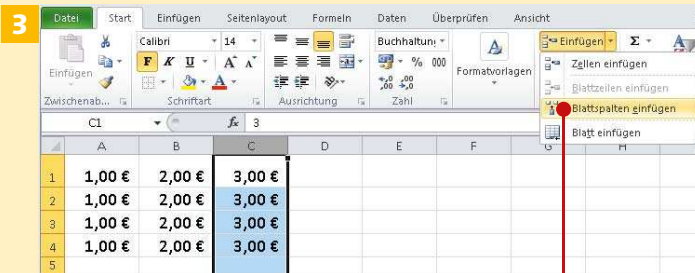 3
Datei Start Einfügen Seitenlayout Formeln Daten Überprüfen Ansicht
Einfügen
Calibri 14
F K U A A
Buchhaltun
% 000
,00 ,00
Formatvorlagen
Einfügen Σ
Zellen einfügen
Blattzeilen einfügen
Blattspalten einfügen
Blatt einfügen
Zwischenab... Schriftart Ausrichtung Zahl
C1 fx 3
A B C D E F G H
1 1,00 € 2,00 € 3,00 €
2 1,00 € 2,00 € 3,00 €
3 1,00 € 2,00 € 3,00 €
4 1,00 € 2,00 € 3,00 €
5